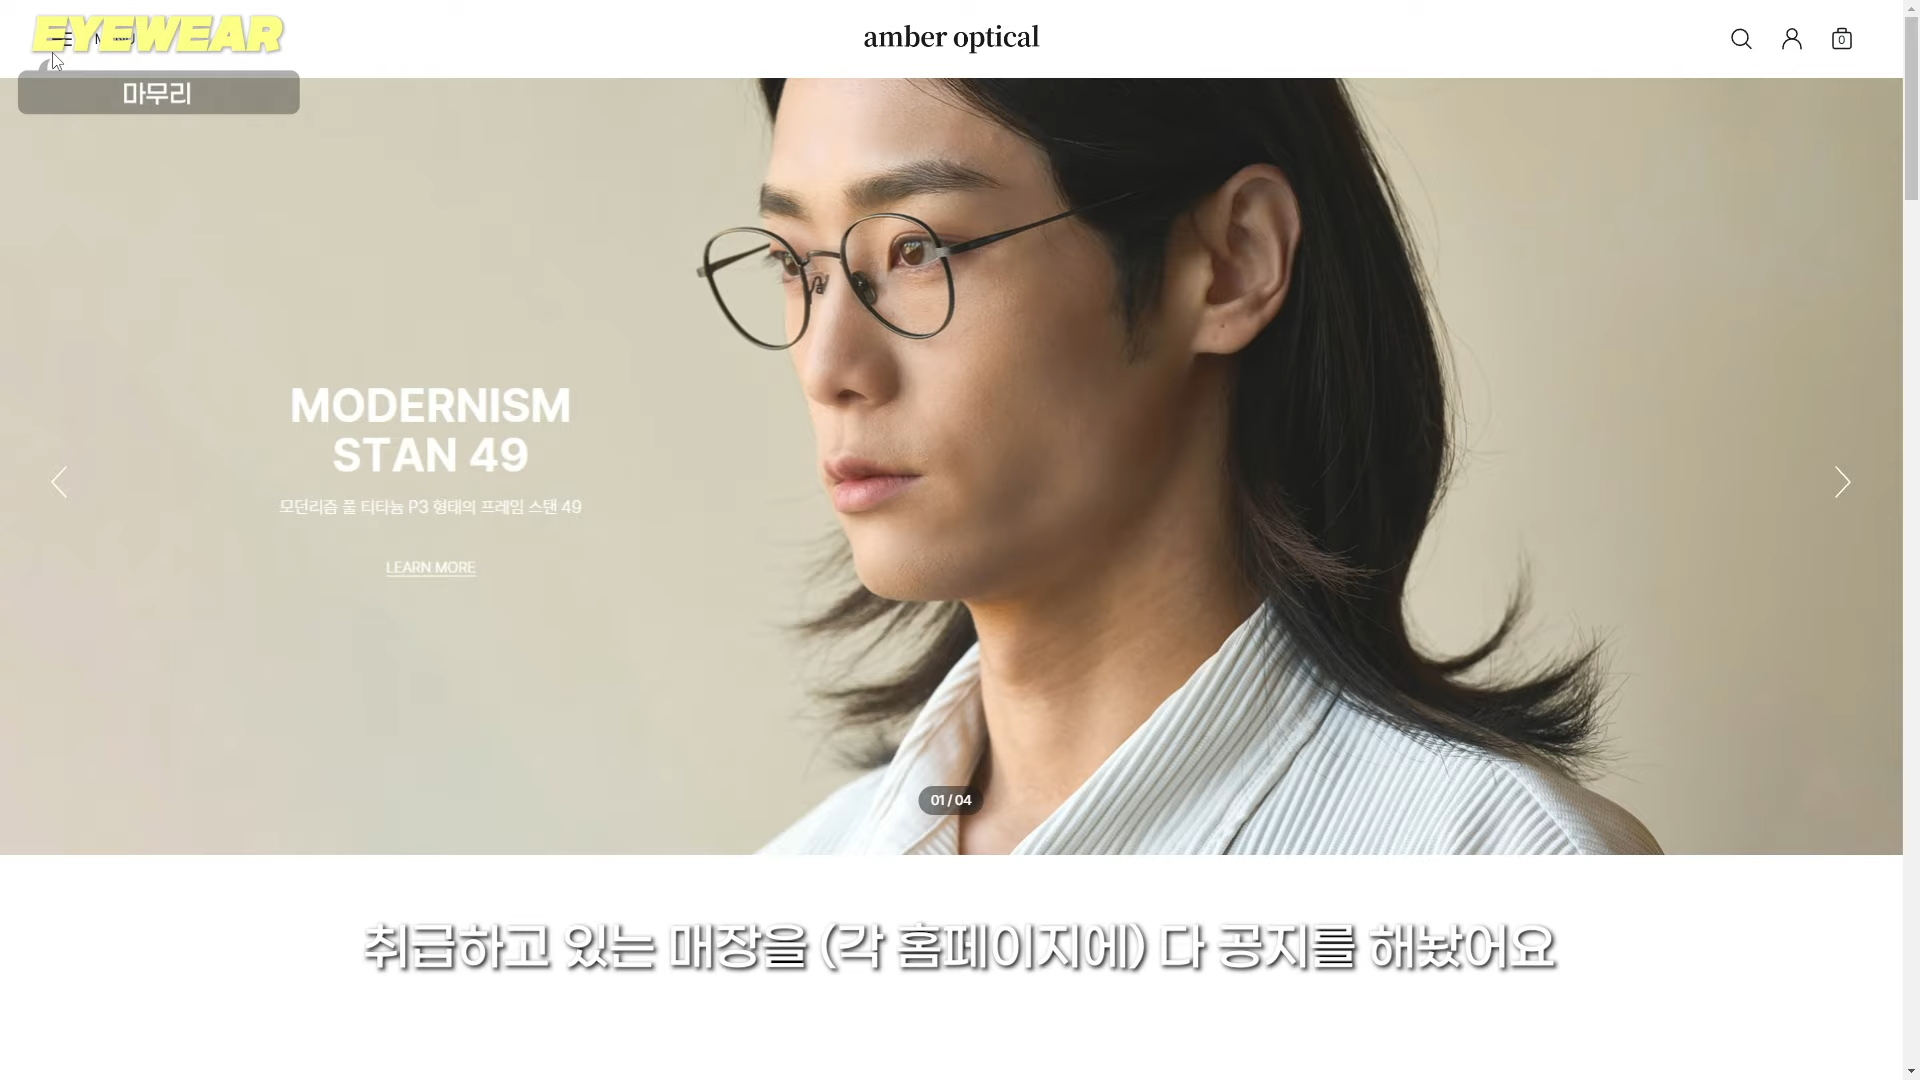 EYEWEAR
amber optical
0
마무리
MODERNISM
STAN 49
모던리즘 풀 티타늄 P3 형태의 프레임 스탠 49
LEARN MORE
01 / 04
취급하고 있는 매장을 (각 홈페이지에) 다 공지를 해놨어요